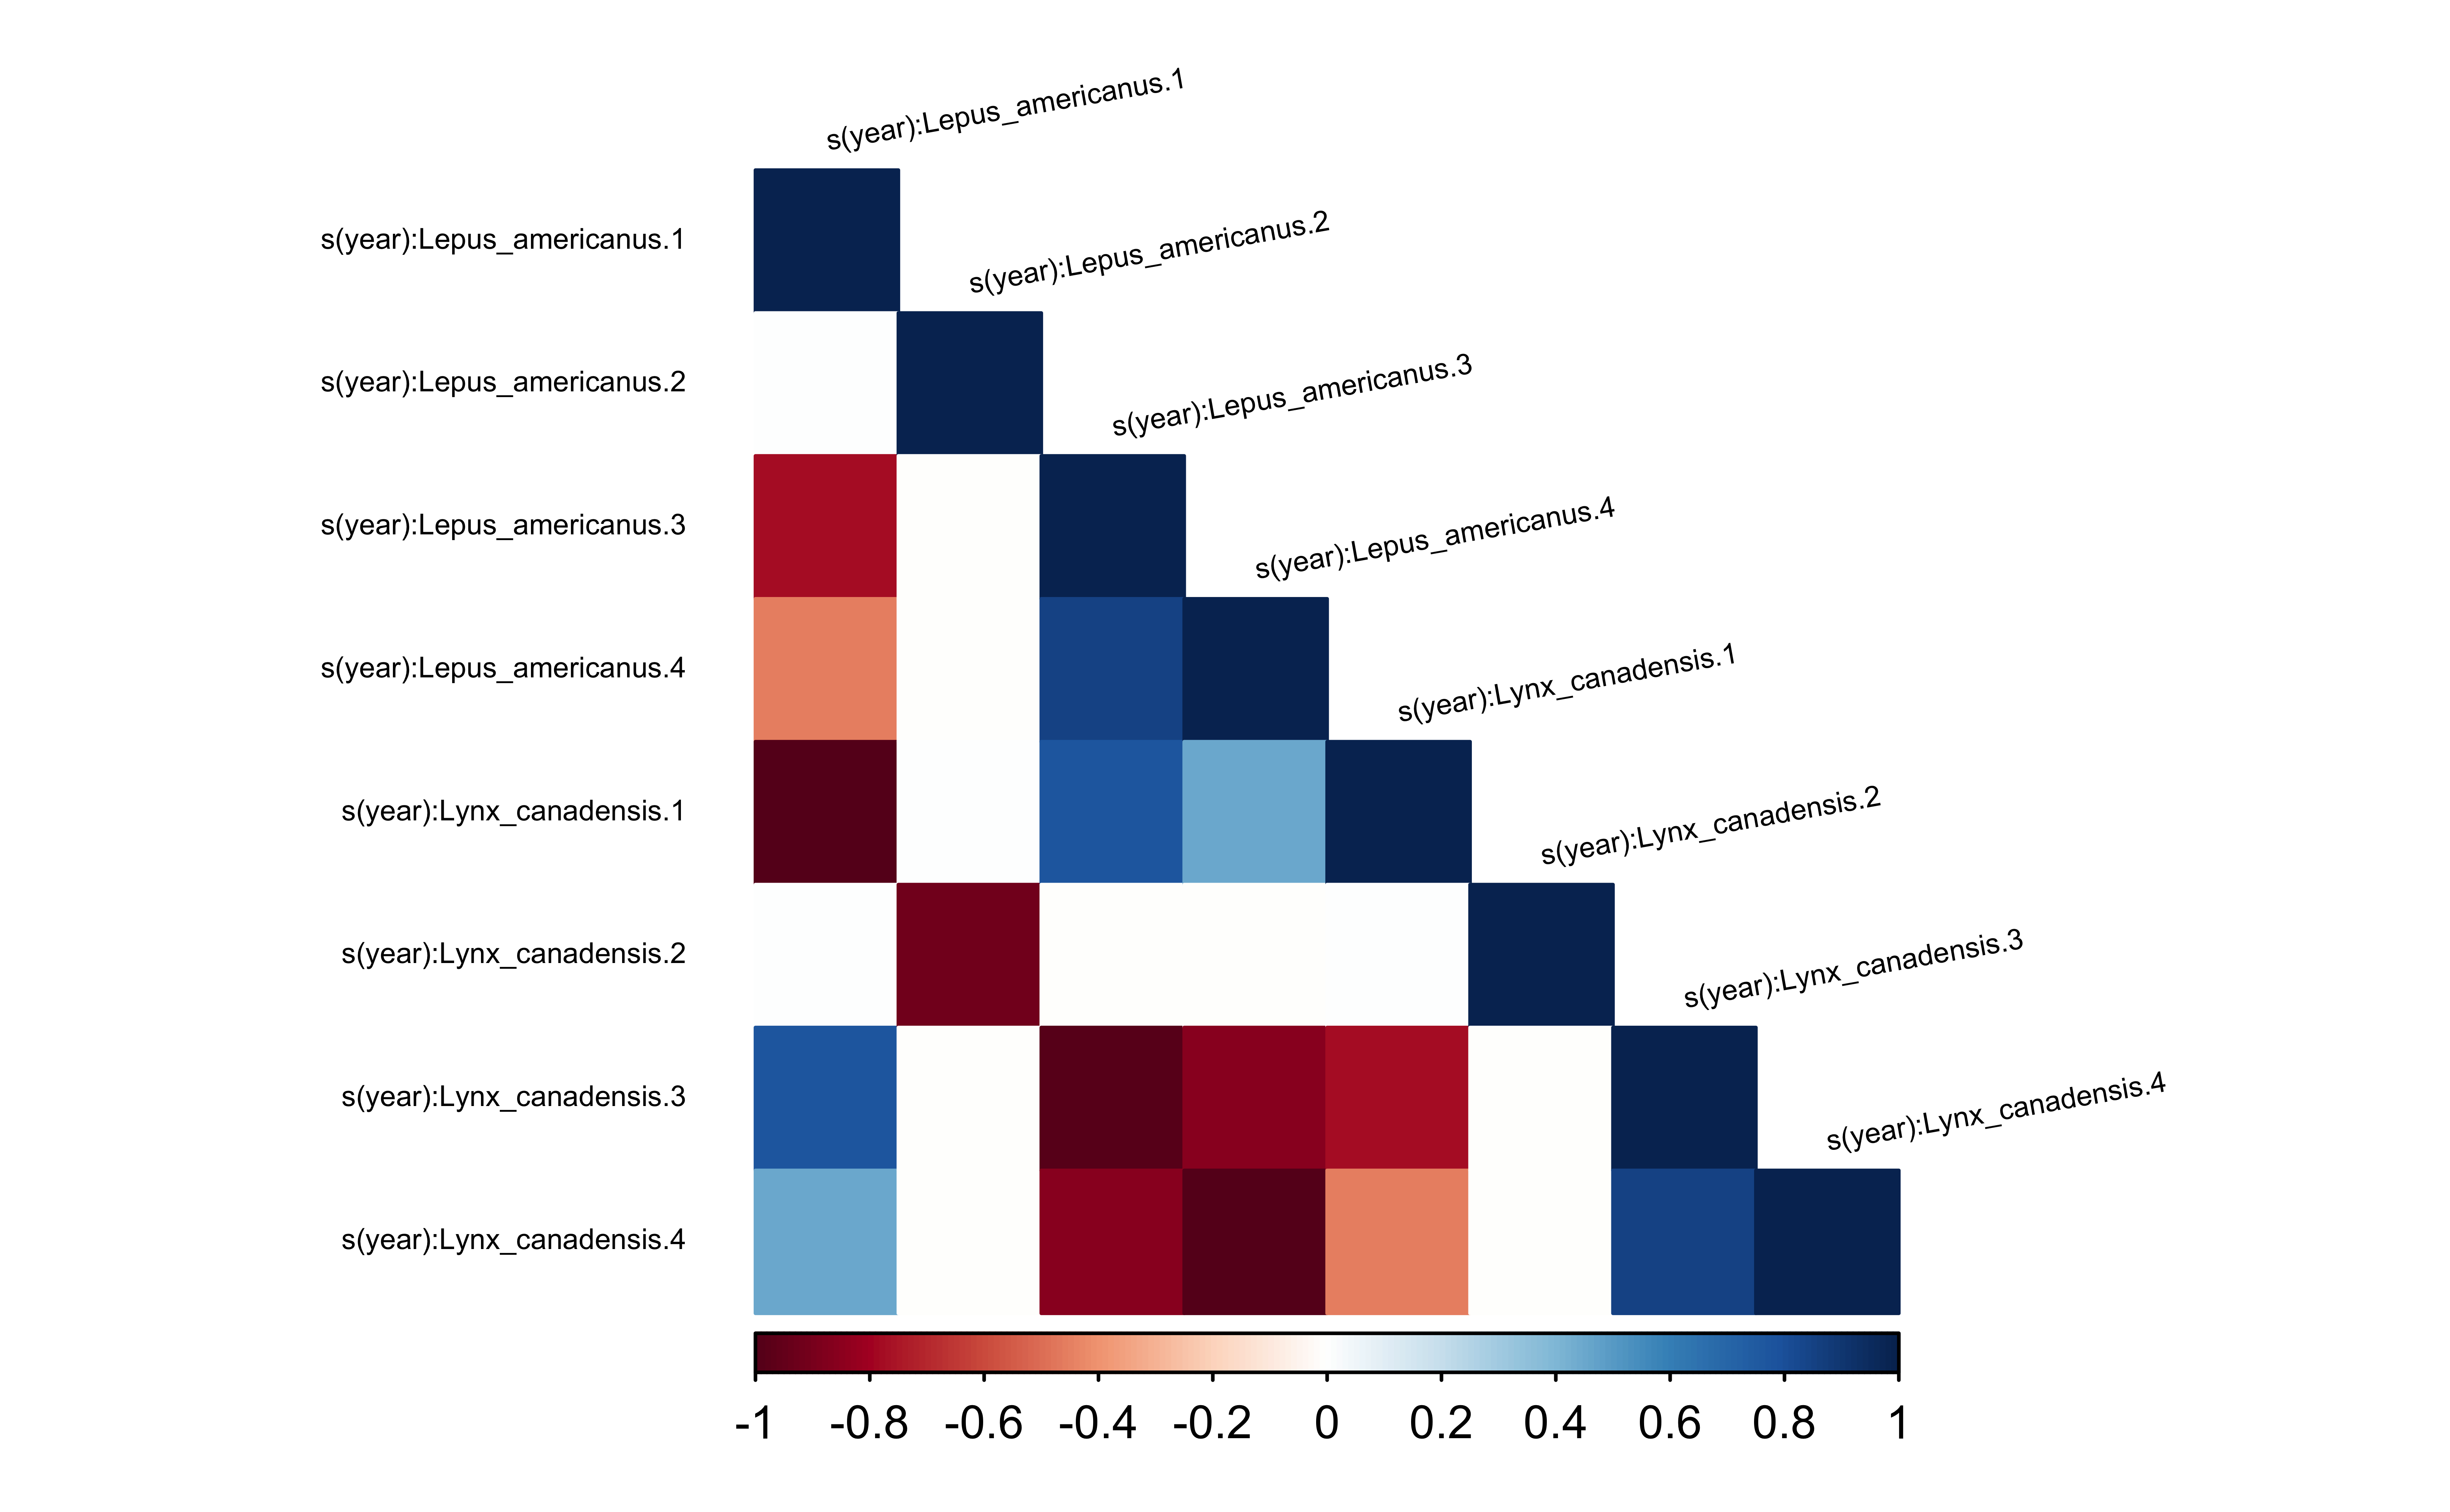 s(year):Lepus_americanus.1
s(year):Lepus_americanus.1
s(year):Lepus_americanus.2
s(year):Lepus_americanus.2
s(year):Lepus_americanus.3
s(year):Lepus_americanus.3
s(year):Lepus_americanus.4
s(year):Lepus_americanus.4
s(year):Lynx_canadensis.1
s(year):Lynx_canadensis.1
s(year):Lynx_canadensis.2
s(year):Lynx_canadensis.2
s(year):Lynx_canadensis.3
s(year):Lynx_canadensis.3
s(year):Lynx_canadensis.4
s(year):Lynx_canadensis.4
-1 -0.8 -0.6 -0.4 -0.2 0 0.2 0.4 0.6 0.8 1